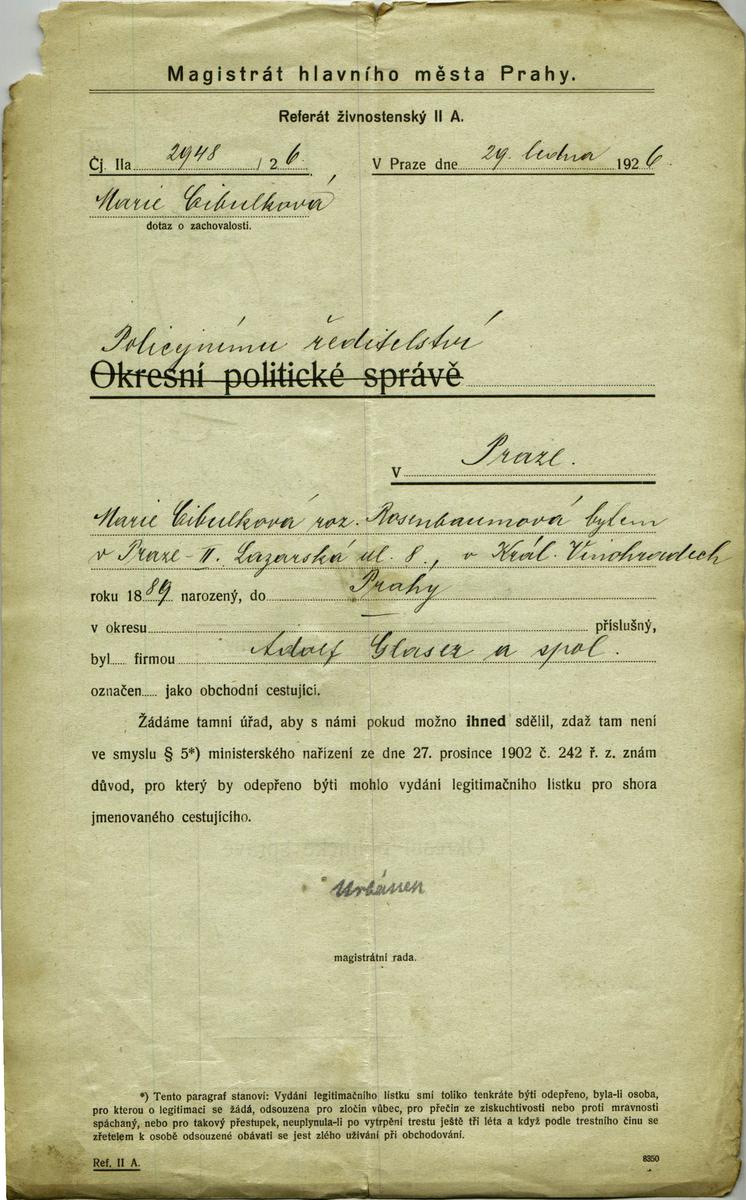 Magistrát hlavního města Prahy.
Referát živnostenský II A.
Čj. IIa 2948 / 26. V Praze dne 29. ledna 1926.
Marie Cibulková
dotaz o zachovalosti.
Policejnímu ředitelství
Okresní politické správě
v Praze.
Marie Cibulková roz. Rosenbaumová bytem
v Praze-II. Lazarská ul. 8., v Král. Vinohradech
roku 1889 narozený, do Prahy
v okresu — příslušný,
byl firmou Adolf Glaser a spol.
označen jako obchodní cestující.
Žádáme tamní úřad, aby s námi pokud možno ihned sdělil, zdaž tam není
ve smyslu § 5*) ministerského nařízení ze dne 27. prosince 1902 č. 242 ř. z. znám
důvod, pro který by odepřeno býti mohlo vydání legitimačního lístku pro shora
jmenovaného cestujícího.
Urbánek
magistrátní rada.
*) Tento paragraf stanoví: Vydání legitimačního lístku smí toliko tenkráte býti odepřeno, byla-li osoba,
pro kterou o legitimaci se žádá, odsouzena pro zločin vůbec, pro přečin ze ziskuchtivosti nebo proti mravnosti
spáchaný, nebo pro takový přestupek, neuplynula-li po vytrpění trestu ještě tři léta a když podle trestního činu se
zřetelem k osobě odsouzené obávati se jest zlého užívání při obchodování.
Ref. II A. 8350